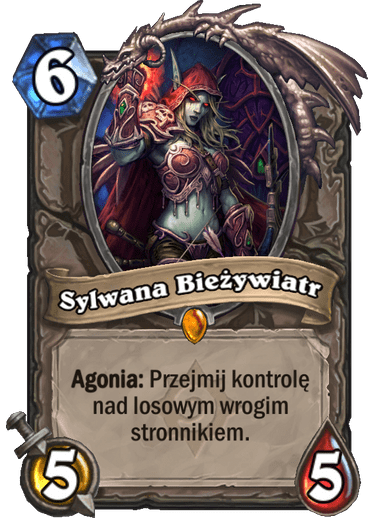 6
Sylwana Bieżywiatr
Agonia: Przejmij kontrolę
nad losowym wrogim
stronnikiem.
5
5